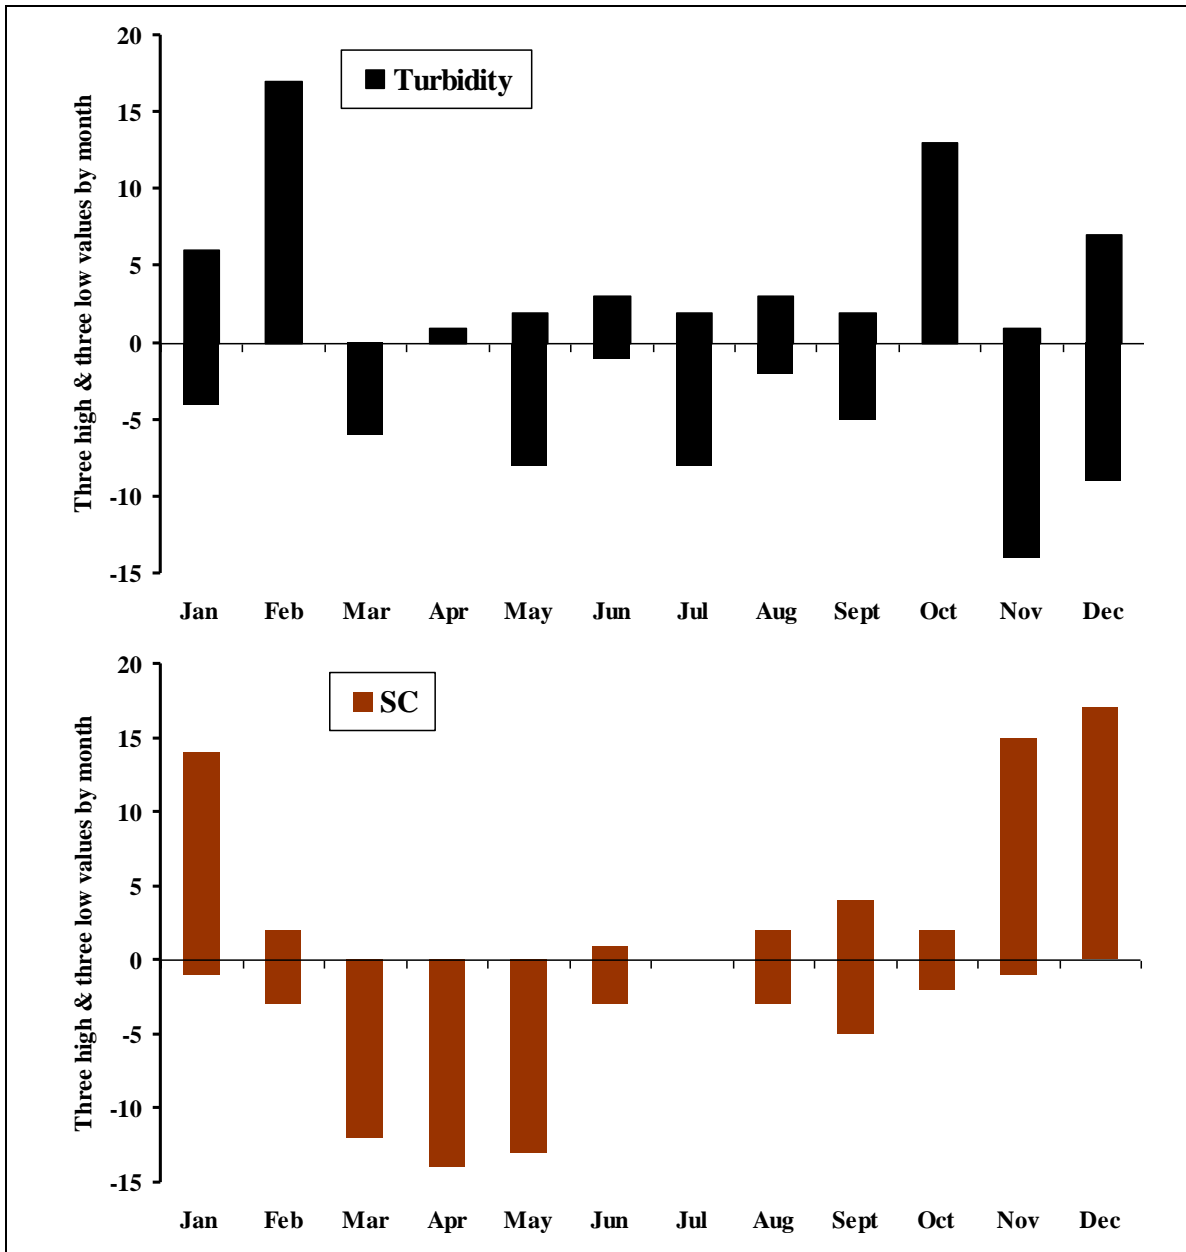 Three high & three low values by month
20
15
10
5
0
-5
-10
-15
Turbidity
Jan Feb Mar Apr May Jun Jul Aug Sept Oct Nov Dec
Three high & three low values by month
20
15
10
5
0
-5
-10
-15
SC
Jan Feb Mar Apr May Jun Jul Aug Sept Oct Nov Dec